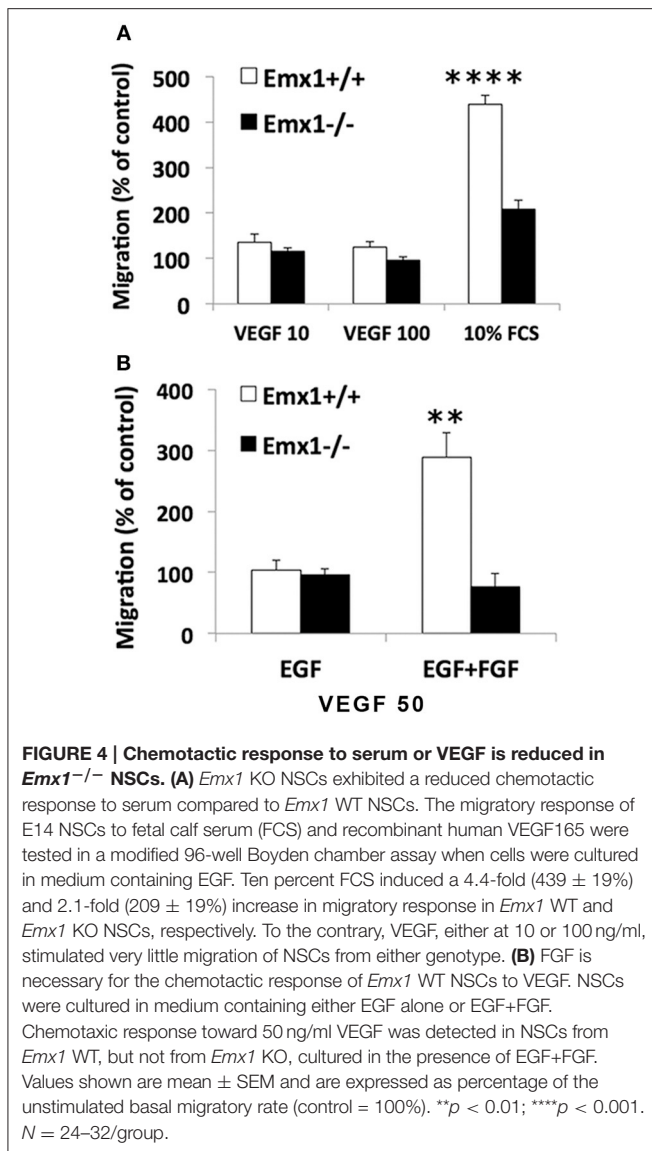 A
Migration (% of control)
500
400
300
200
100
0
Emx1+/+
Emx1-/-
****
VEGF 10 VEGF 100 10% FCS
B
Migration (% of control)
400
300
200
100
0
Emx1+/+
Emx1-/-
**
EGF EGF+FGF
VEGF 50
FIGURE 4 | Chemotactic response to serum or VEGF is reduced in
Emx1−/− NSCs. (A) Emx1 KO NSCs exhibited a reduced chemotactic
response to serum compared to Emx1 WT NSCs. The migratory response of
E14 NSCs to fetal calf serum (FCS) and recombinant human VEGF165 were
tested in a modified 96-well Boyden chamber assay when cells were cultured
in medium containing EGF. Ten percent FCS induced a 4.4-fold (439 ± 19%)
and 2.1-fold (209 ± 19%) increase in migratory response in Emx1 WT and
Emx1 KO NSCs, respectively. To the contrary, VEGF, either at 10 or 100 ng/ml,
stimulated very little migration of NSCs from either genotype. (B) FGF is
necessary for the chemotactic response of Emx1 WT NSCs to VEGF. NSCs
were cultured in medium containing either EGF alone or EGF+FGF.
Chemotaxic response toward 50 ng/ml VEGF was detected in NSCs from
Emx1 WT, but not from Emx1 KO, cultured in the presence of EGF+FGF.
Values shown are mean ± SEM and are expressed as percentage of the
unstimulated basal migratory rate (control = 100%). **p < 0.01; ****p < 0.001.
N = 24–32/group.